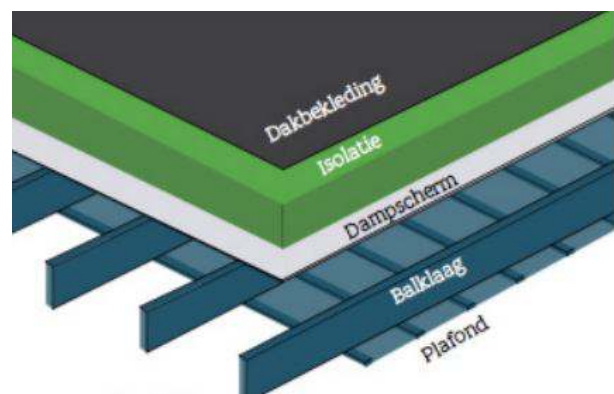 Dakbekleding
Isolatie
Dampscherm
Balklaag
Plafond